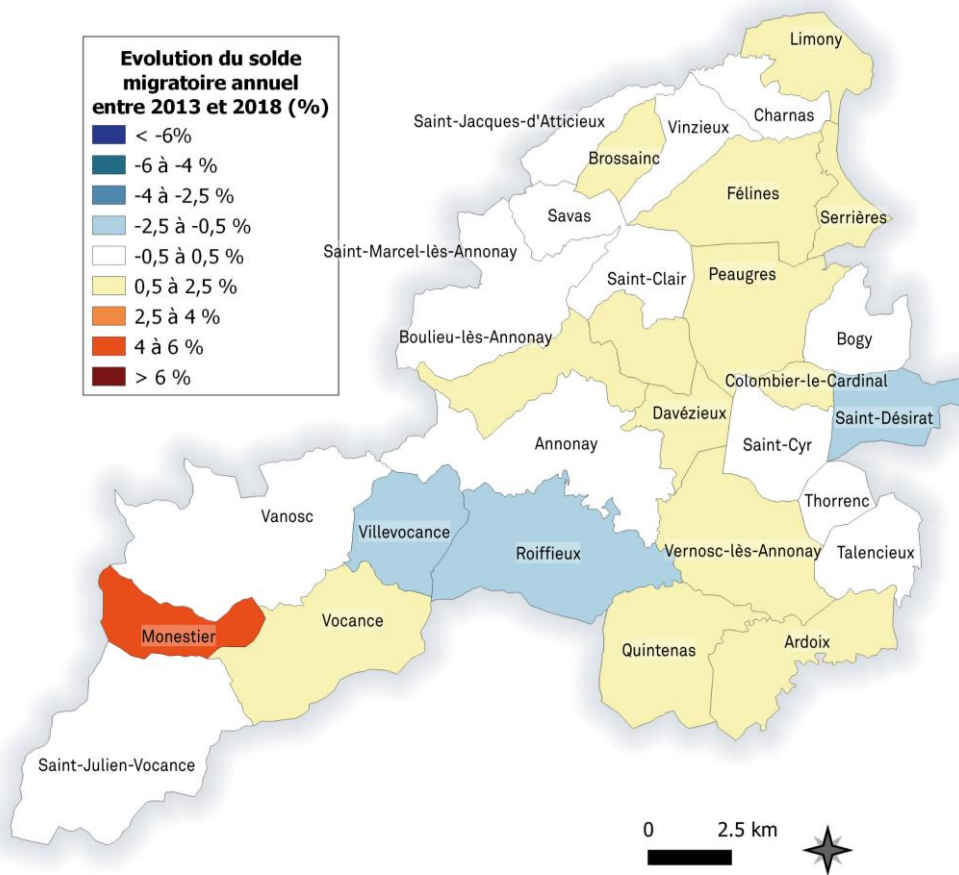 Evolution du solde
migratoire annuel
entre 2013 et 2018 (%)
< -6%
-6 à -4 %
-4 à -2,5 %
-2,5 à -0,5 %
-0,5 à 0,5 %
0,5 à 2,5 %
2,5 à 4 %
4 à 6 %
> 6 %
Limony
Charnas
Saint-Jacques-d'Atticieux
Vinzieux
Brossainc
Félines
Savas
Serrières
Saint-Marcel-lès-Annonay
Saint-Clair
Peaugres
Boulieu-lès-Annonay
Bogy
Colombier-le-Cardinal
Davézieux
Saint-Désirat
Annonay
Saint-Cyr
Thorrenc
Vanosc
Villevocance
Roiffieux
Vernosc-lès-Annonay
Talencieux
Vocance
Monestier
Quintenas
Ardoix
Saint-Julien-Vocance
0 2.5 km